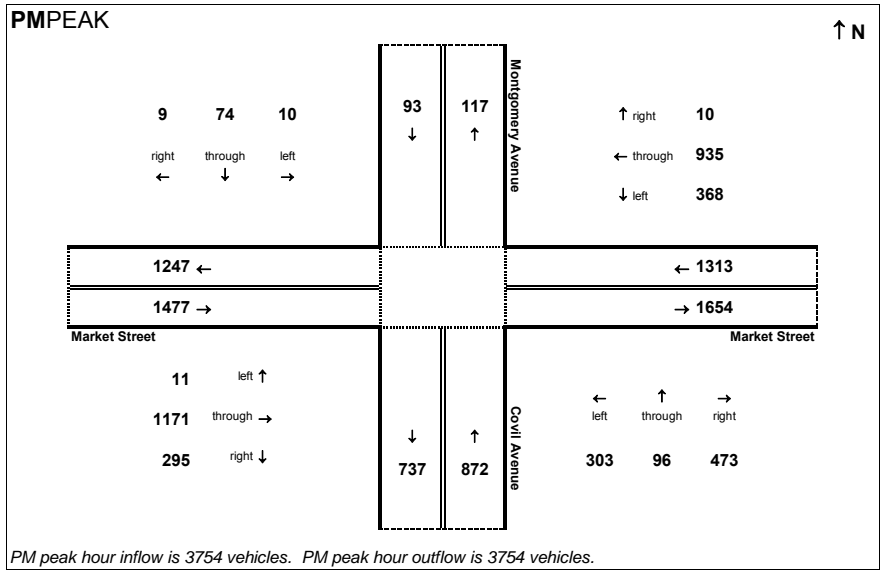 PMPEAK
↑ N
9 74 10
right through left
← ↓ →
93 117
↓ ↑
Montgomery Avenue
↑ right 10
← through 935
↓ left 368
1247 ←
1477 →
← 1313
→ 1654
Market Street
Market Street
11 left ↑
1171 through →
295 right ↓
↓ ↑
737 872
Covil Avenue
← ↑ →
left through right
303 96 473
PM peak hour inflow is 3754 vehicles. PM peak hour outflow is 3754 vehicles.